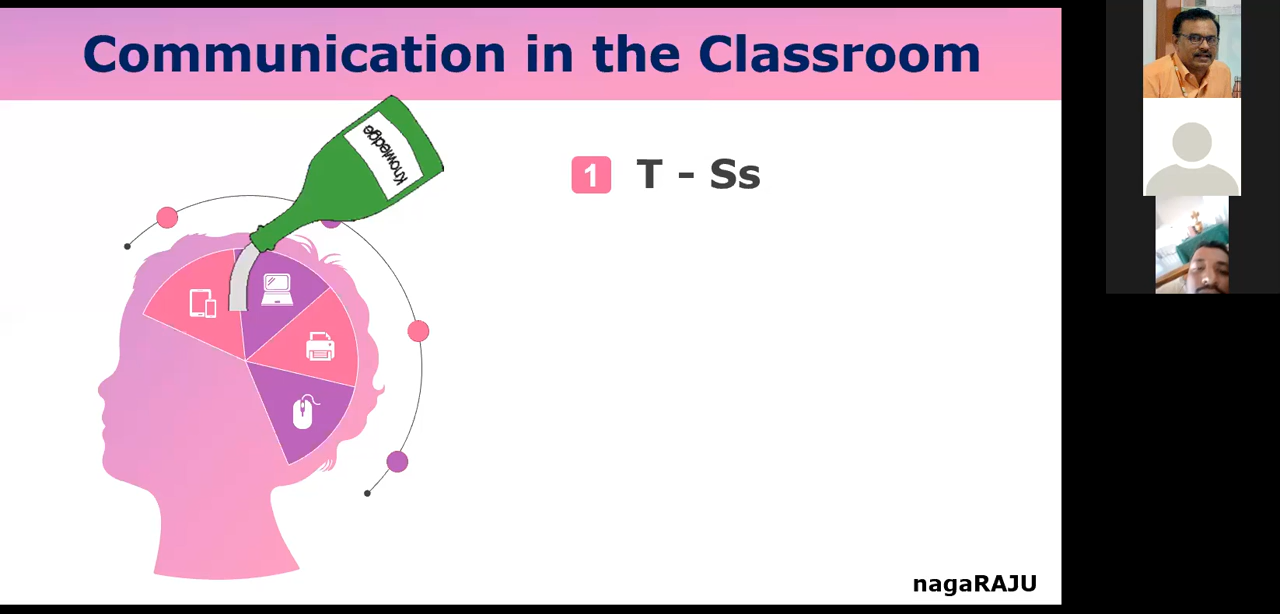 Communication in the Classroom
Knowledge
1 T - Ss
nagaRAJU